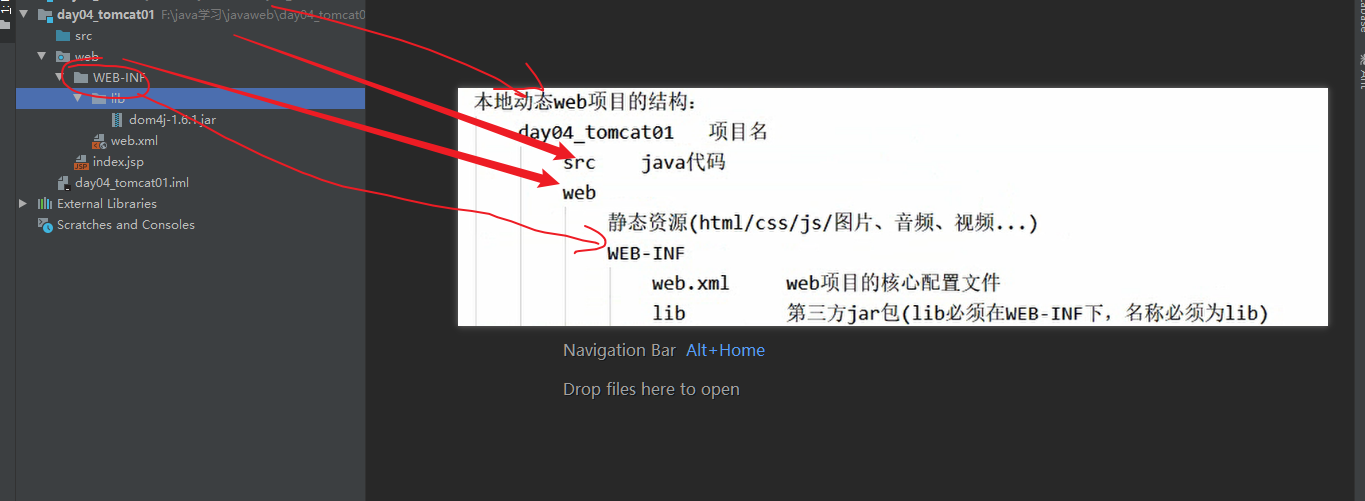 day04_tomcat01 F:\java学习\javaweb\day04_tomcat0
src
web
WEB-INF
lib
dom4j-1.6.1.jar
web.xml
index.jsp
day04_tomcat01.iml
External Libraries
Scratches and Consoles
本地动态web项目的结构：
day04_tomcat01 项目名
src java代码
web
静态资源(html/css/js/图片、音频、视频...)
WEB-INF
web.xml web项目的核心配置文件
lib 第三方jar包(lib必须在WEB-INF下，名称必须为lib)
Navigation Bar Alt+Home
Drop files here to open